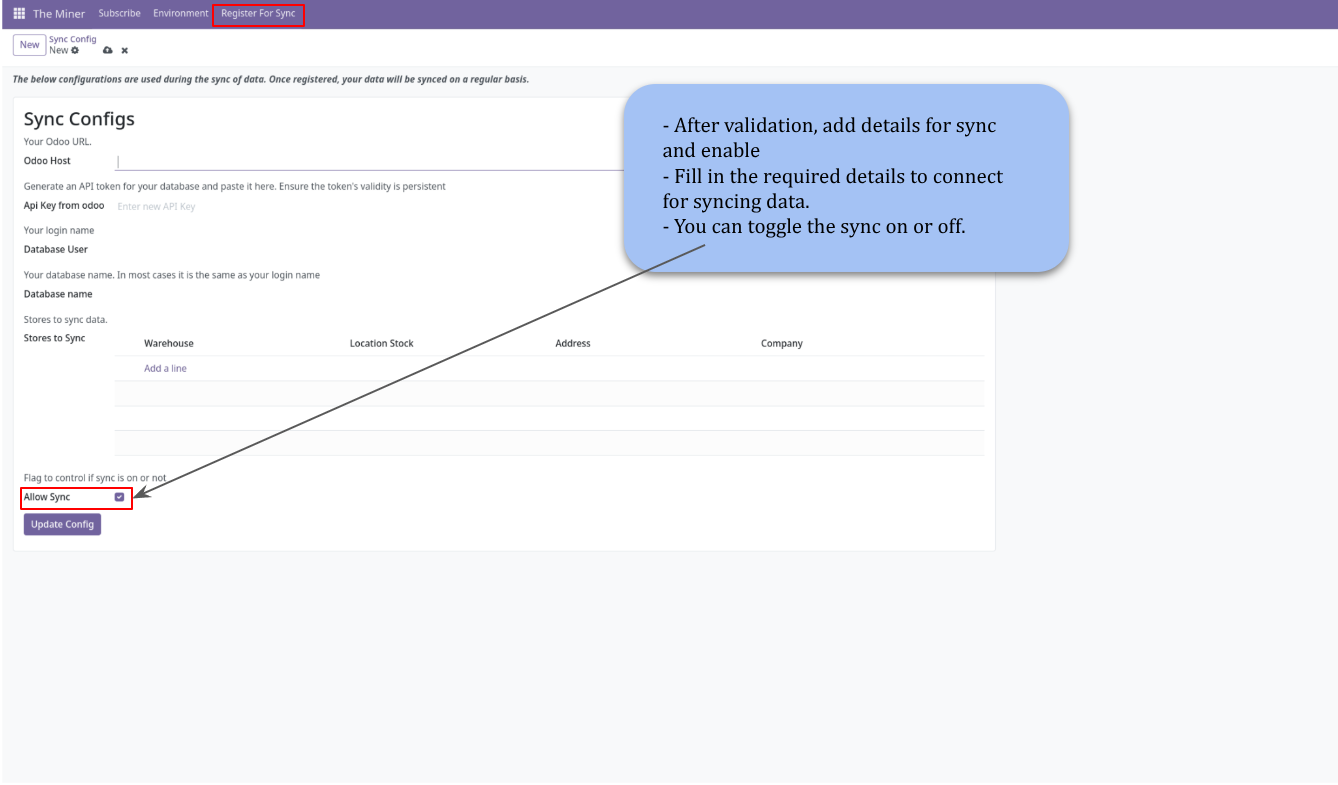 The Miner Subscribe Environment Register For Sync
New Sync Config
New
The below configurations are used during the sync of data. Once registered, your data will be synced on a regular basis.
Sync Configs
Your Odoo URL.
Odoo Host
Generate an API token for your database and paste it here. Ensure the token's validity is persistent
Api Key from odoo Enter new API Key
Your login name
Database User
Your database name. In most cases it is the same as your login name
Database name
Stores to sync data.
Stores to Sync
Warehouse Location Stock Address Company
Add a line
Flag to control if sync is on or not
Allow Sync
Update Config
- After validation, add details for sync
and enable
- Fill in the required details to connect
for syncing data.
- You can toggle the sync on or off.